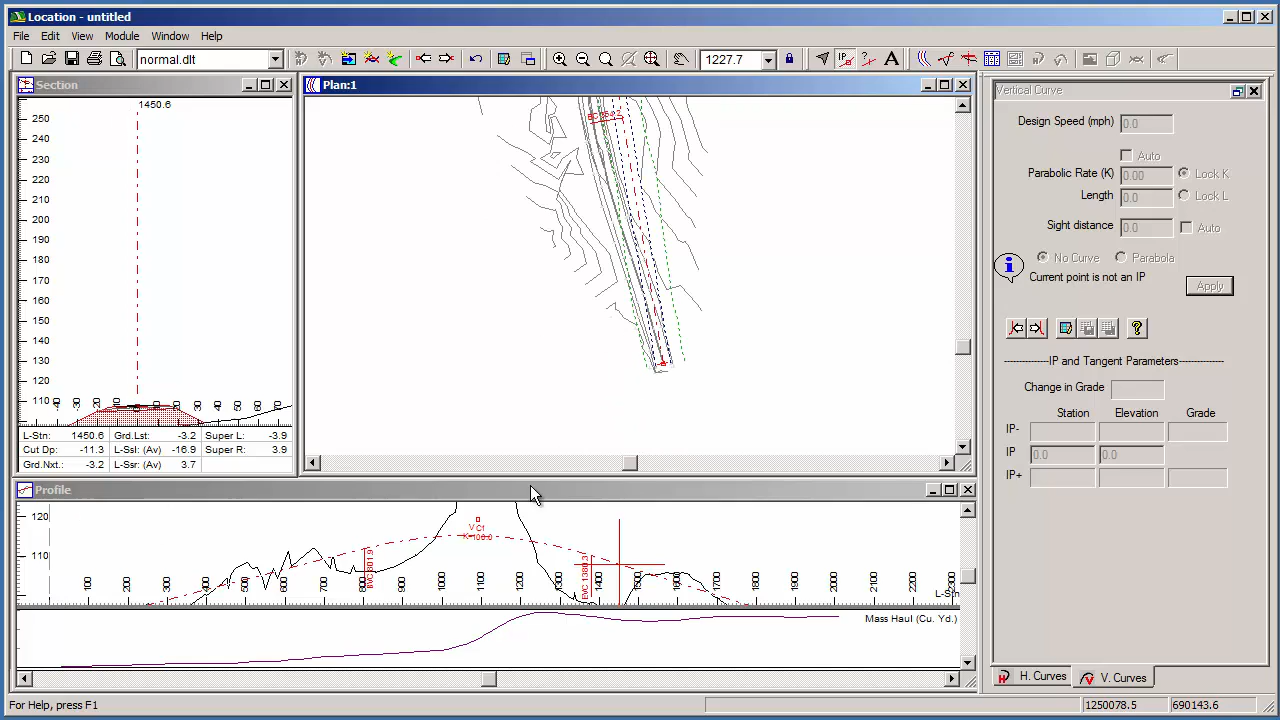 Location - untitled
File Edit View Module Window Help
normal.dlt
1227.7
Section
1450.6
250
240
230
220
210
200
190
180
170
160
150
140
130
120
110
L-Stn: 1450.6 Grd.Lst: -3.2 Super L: -3.9
Cut Dp: -11.3 L-Ssl: (Av) -16.9 Super R: 3.9
Grd.Nxt.: -3.2 L-Ssr: (Av) 3.7
Plan:1
Profile
120
110
V C1
K=100.0
EVC 1380.3
100 200 300 400 500 600 700 800 900 1000 1100 1200 1300 1400 1500 1600 1700 1800 1900 2000 2100 2200 2300
L-Stn
Mass Haul (Cu. Yd.)
Vertical Curve
Design Speed (mph) 0.0
Auto
Parabolic Rate (K) 0.00 Lock K
Length 0.0 Lock L
Sight distance 0.0 Auto
No Curve Parabola
Current point is not an IP
Apply
IP and Tangent Parameters
Change in Grade
Station Elevation Grade
IP-
IP 0.0 0.0
IP+
H. Curves V. Curves
For Help, press F1
1250078.5 690143.6